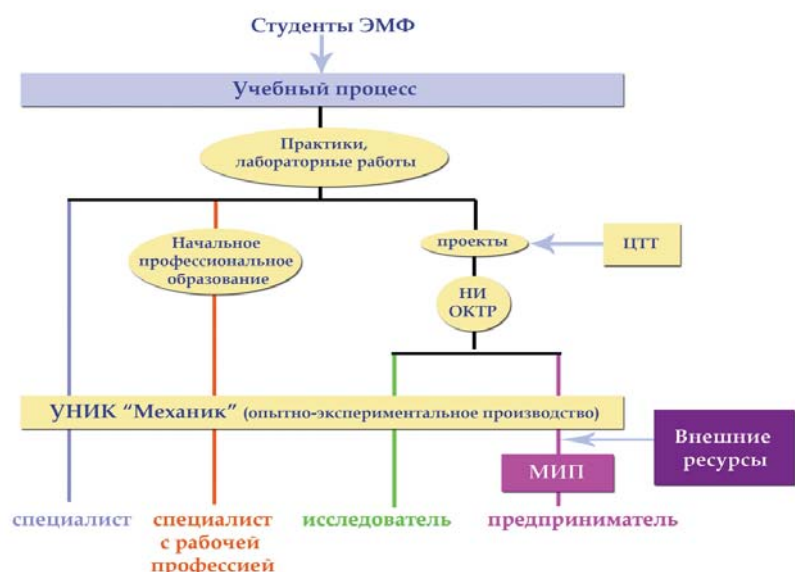 Студенты ЭМФ
Учебный процесс
Практики,
лабораторные работы
Начальное
профессиональное
образование
проекты
ЦТТ
НИ
ОКТР
УНИК “Механик” (опытно-экспериментальное производство)
Внешние
ресурсы
МИП
специалист
специалист
с рабочей
профессией
исследователь
предприниматель